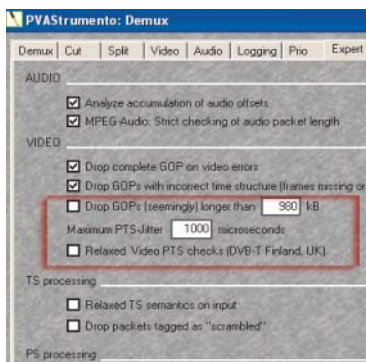 PVAStrumento: Demux
Demux Cut Split Video Audio Logging Prio Expert
AUDIO
Analyze accumulation of audio offsets
MPEG-Audio: Strict checking of audio packet length
VIDEO
Drop complete GOP on video errors
Drop GOPs with incorrect time structure (frames missing or
Drop GOPs (seemingly) longer than 980 kB
Maximum PTS-Jitter 1000 microseconds
Relaxed Video PTS checks (DVB-T Finland, UK)
TS processing
Relaxed TS semantics on input
Drop packets tagged as "scrambled"
PS processing